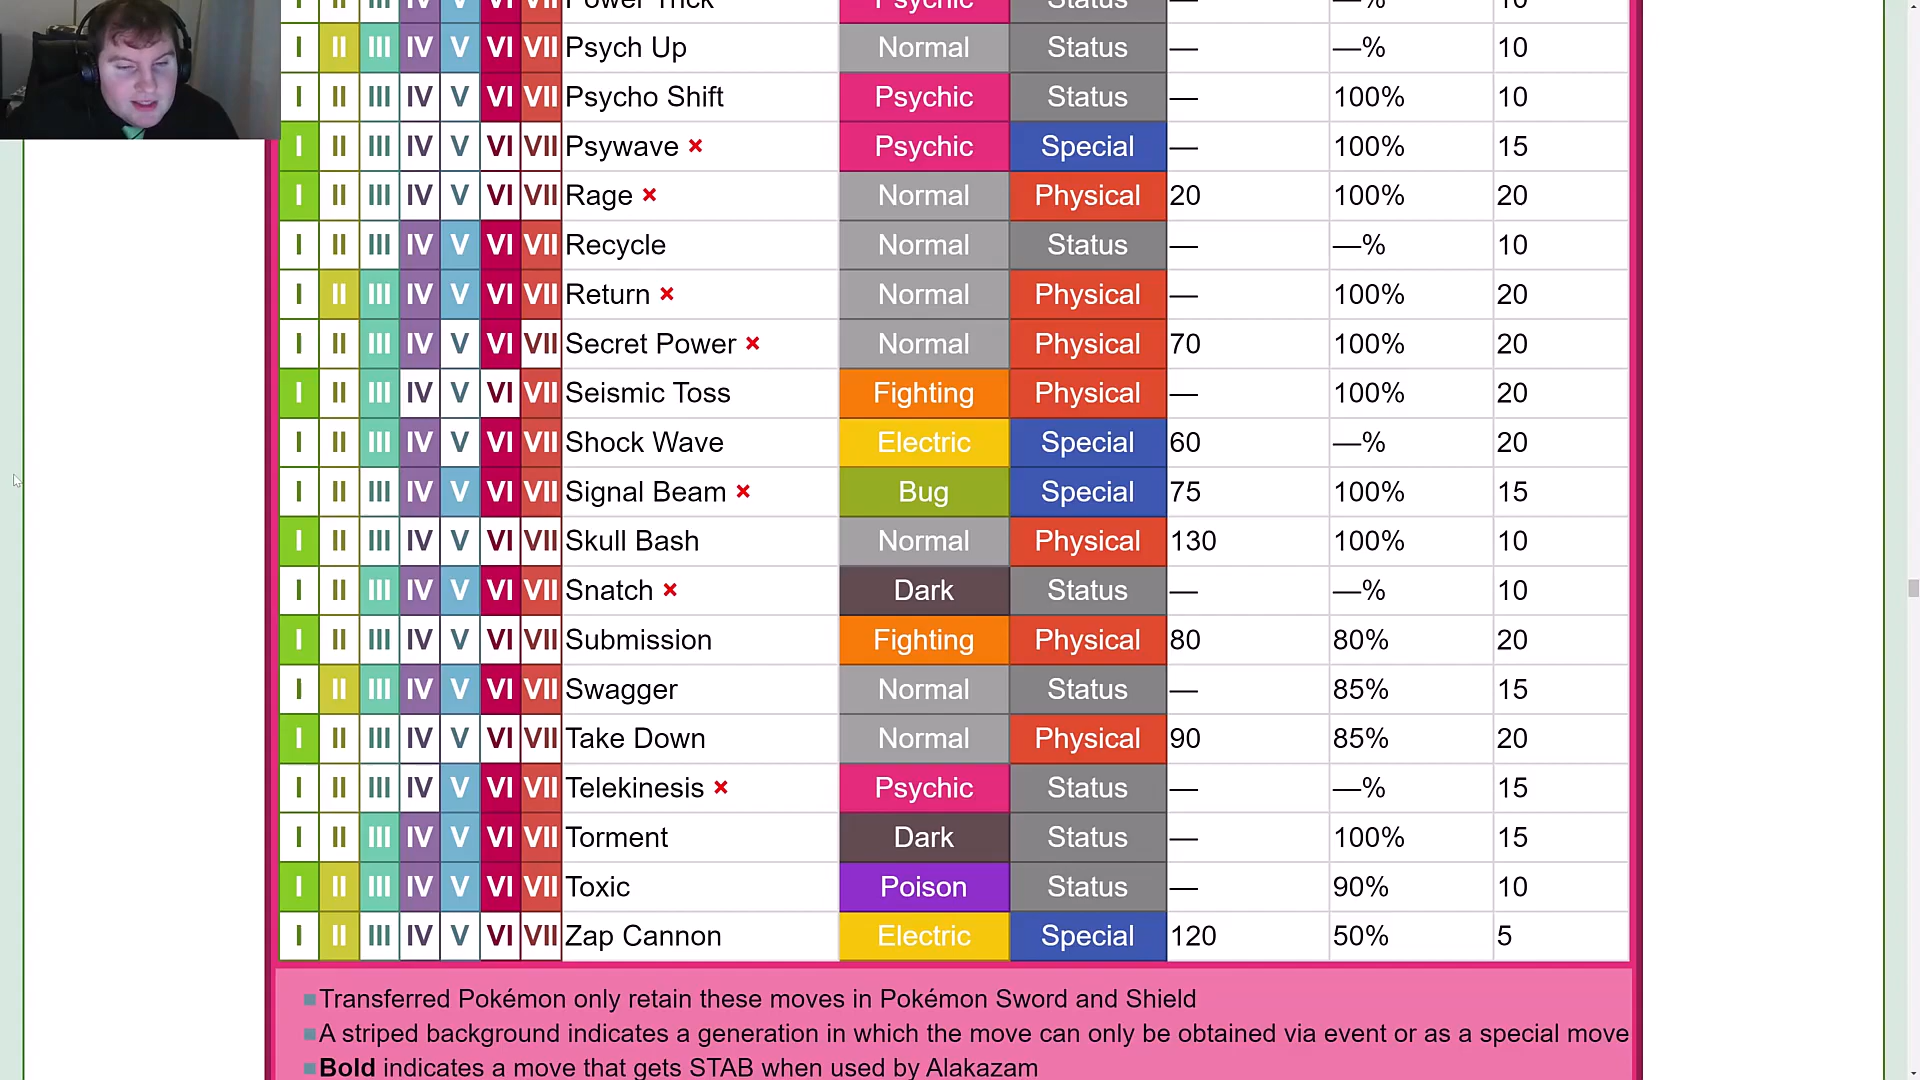 I II III IV V VI VII Power Trick Psychic Status — —% 10
I II III IV V VI VII Psych Up Normal Status — —% 10
I II III IV V VI VII Psycho Shift Psychic Status — 100% 10
I II III IV V VI VII Psywave × Psychic Special — 100% 15
I II III IV V VI VII Rage × Normal Physical 20 100% 20
I II III IV V VI VII Recycle Normal Status — —% 10
I II III IV V VI VII Return × Normal Physical — 100% 20
I II III IV V VI VII Secret Power × Normal Physical 70 100% 20
I II III IV V VI VII Seismic Toss Fighting Physical — 100% 20
I II III IV V VI VII Shock Wave Electric Special 60 —% 20
I II III IV V VI VII Signal Beam × Bug Special 75 100% 15
I II III IV V VI VII Skull Bash Normal Physical 130 100% 10
I II III IV V VI VII Snatch × Dark Status — —% 10
I II III IV V VI VII Submission Fighting Physical 80 80% 20
I II III IV V VI VII Swagger Normal Status — 85% 15
I II III IV V VI VII Take Down Normal Physical 90 85% 20
I II III IV V VI VII Telekinesis × Psychic Status — —% 15
I II III IV V VI VII Torment Dark Status — 100% 15
I II III IV V VI VII Toxic Poison Status — 90% 10
I II III IV V VI VII Zap Cannon Electric Special 120 50% 5
Transferred Pokémon only retain these moves in Pokémon Sword and Shield
A striped background indicates a generation in which the move can only be obtained via event or as a special move
Bold indicates a move that gets STAB when used by Alakazam